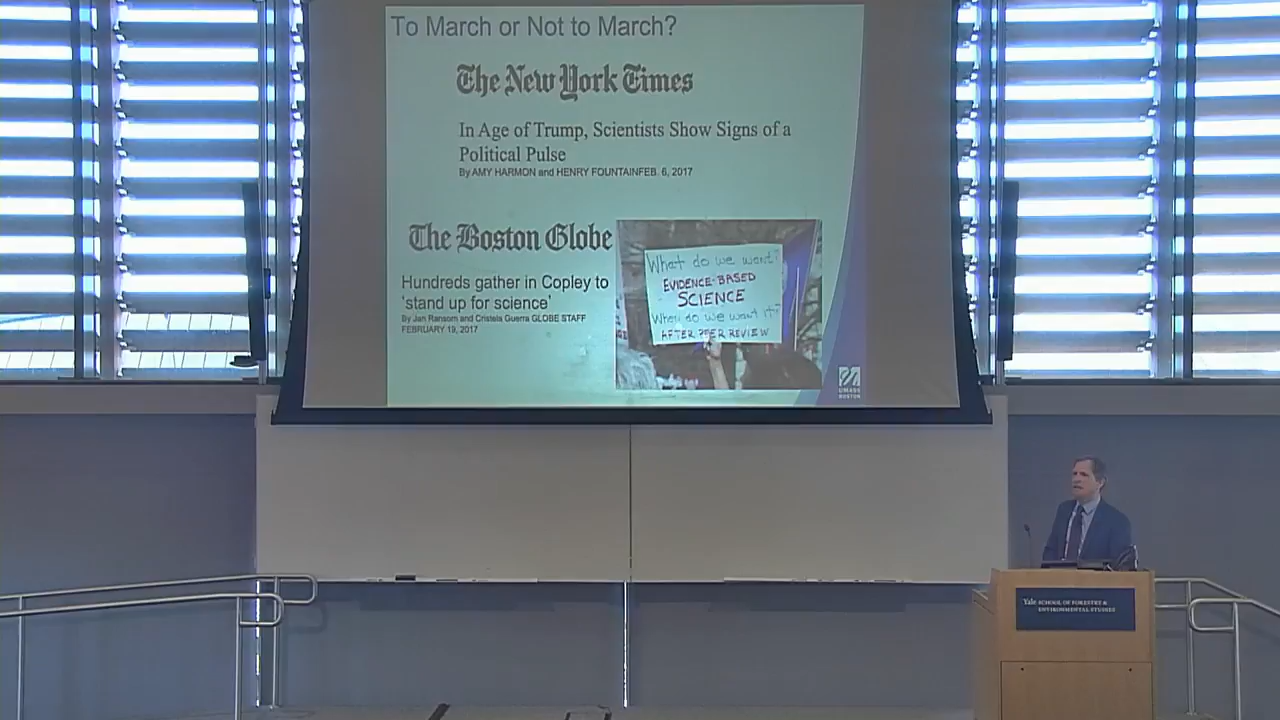 To March or Not to March?
The New York Times
In Age of Trump, Scientists Show Signs of a
Political Pulse
By AMY HARMON and HENRY FOUNTAINFEB. 6, 2017
The Boston Globe
Hundreds gather in Copley to
'stand up for science'
By Jan Ransom and Cristela Guerra GLOBE STAFF
FEBRUARY 19, 2017
What do we want?
EVIDENCE-BASED
SCIENCE
When do we want it?
AFTER PEER REVIEW
UMASS
BOSTON
Yale SCHOOL OF FORESTRY &
ENVIRONMENTAL STUDIES